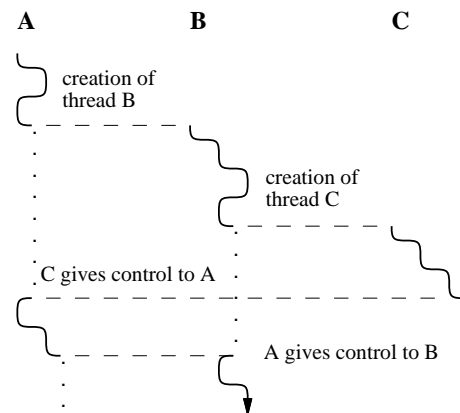 A B C
creation of
thread B
creation of
thread C
C gives control to A
A gives control to B